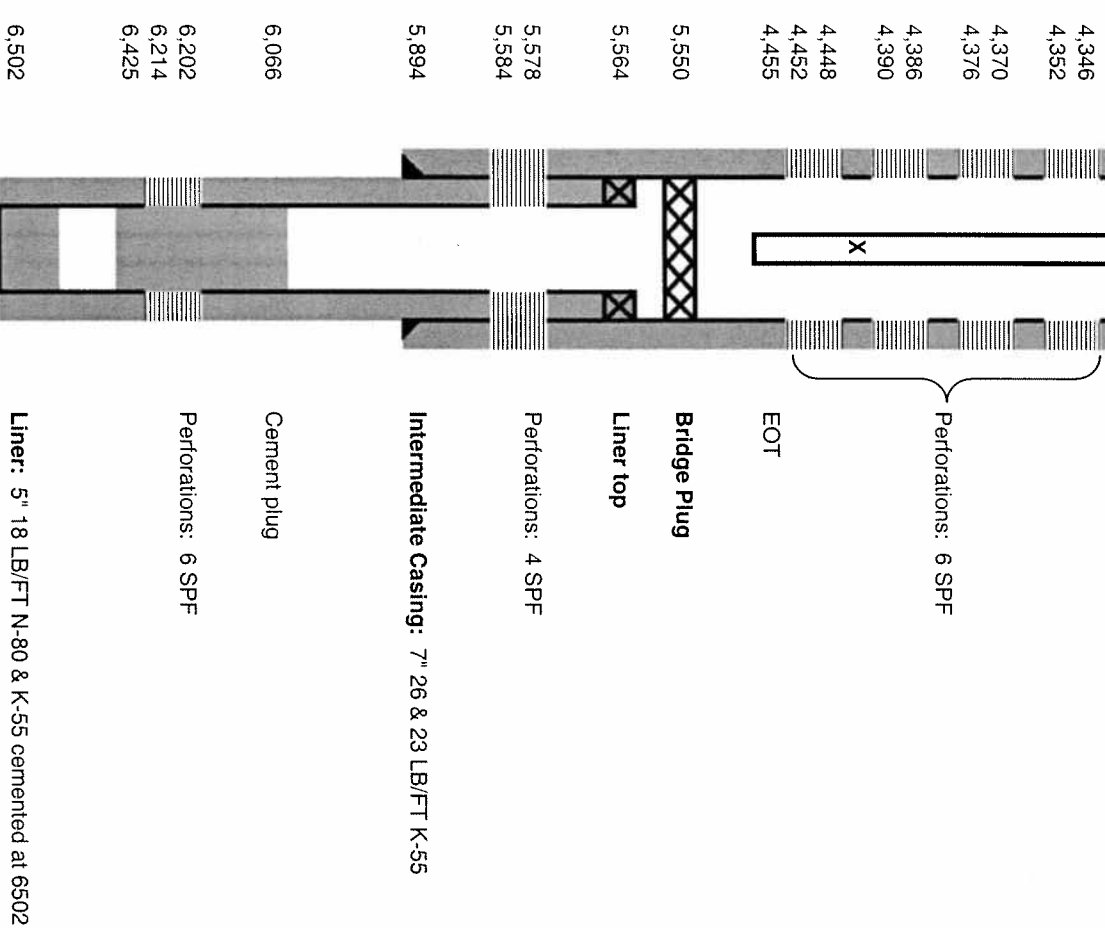 4,346
4,352
4,370
4,376
Perforations: 6 SPF
4,386
4,390
X
4,448
4,452
4,455 EOT
5,550 Bridge Plug
5,564 Liner top
5,578 Perforations: 4 SPF
5,584
5,894 Intermediate Casing: 7" 26 & 23 LB/FT K-55
6,066 Cement plug
6,202 Perforations: 6 SPF
6,214
6,425
6,502 Liner: 5" 18 LB/FT N-80 & K-55 cemented at 6502